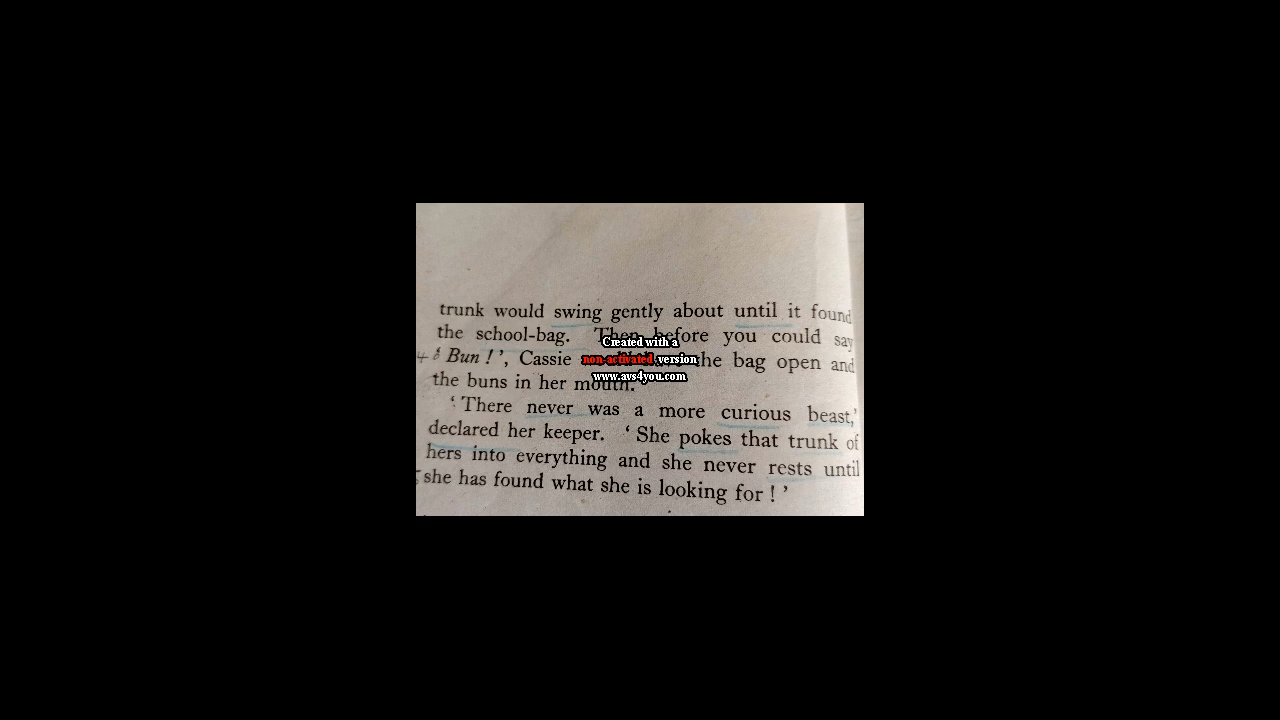 trunk would swing gently about until it found
the school-bag. Then before you could say
‘ Bun ! ’, Cassie the bag open and
the buns in her mouth.
‘ There never was a more curious beast,’
declared her keeper. ‘ She pokes that trunk of
hers into everything and she never rests until
she has found what she is looking for ! ’
Created with a
non-activated version
www.avs4you.com